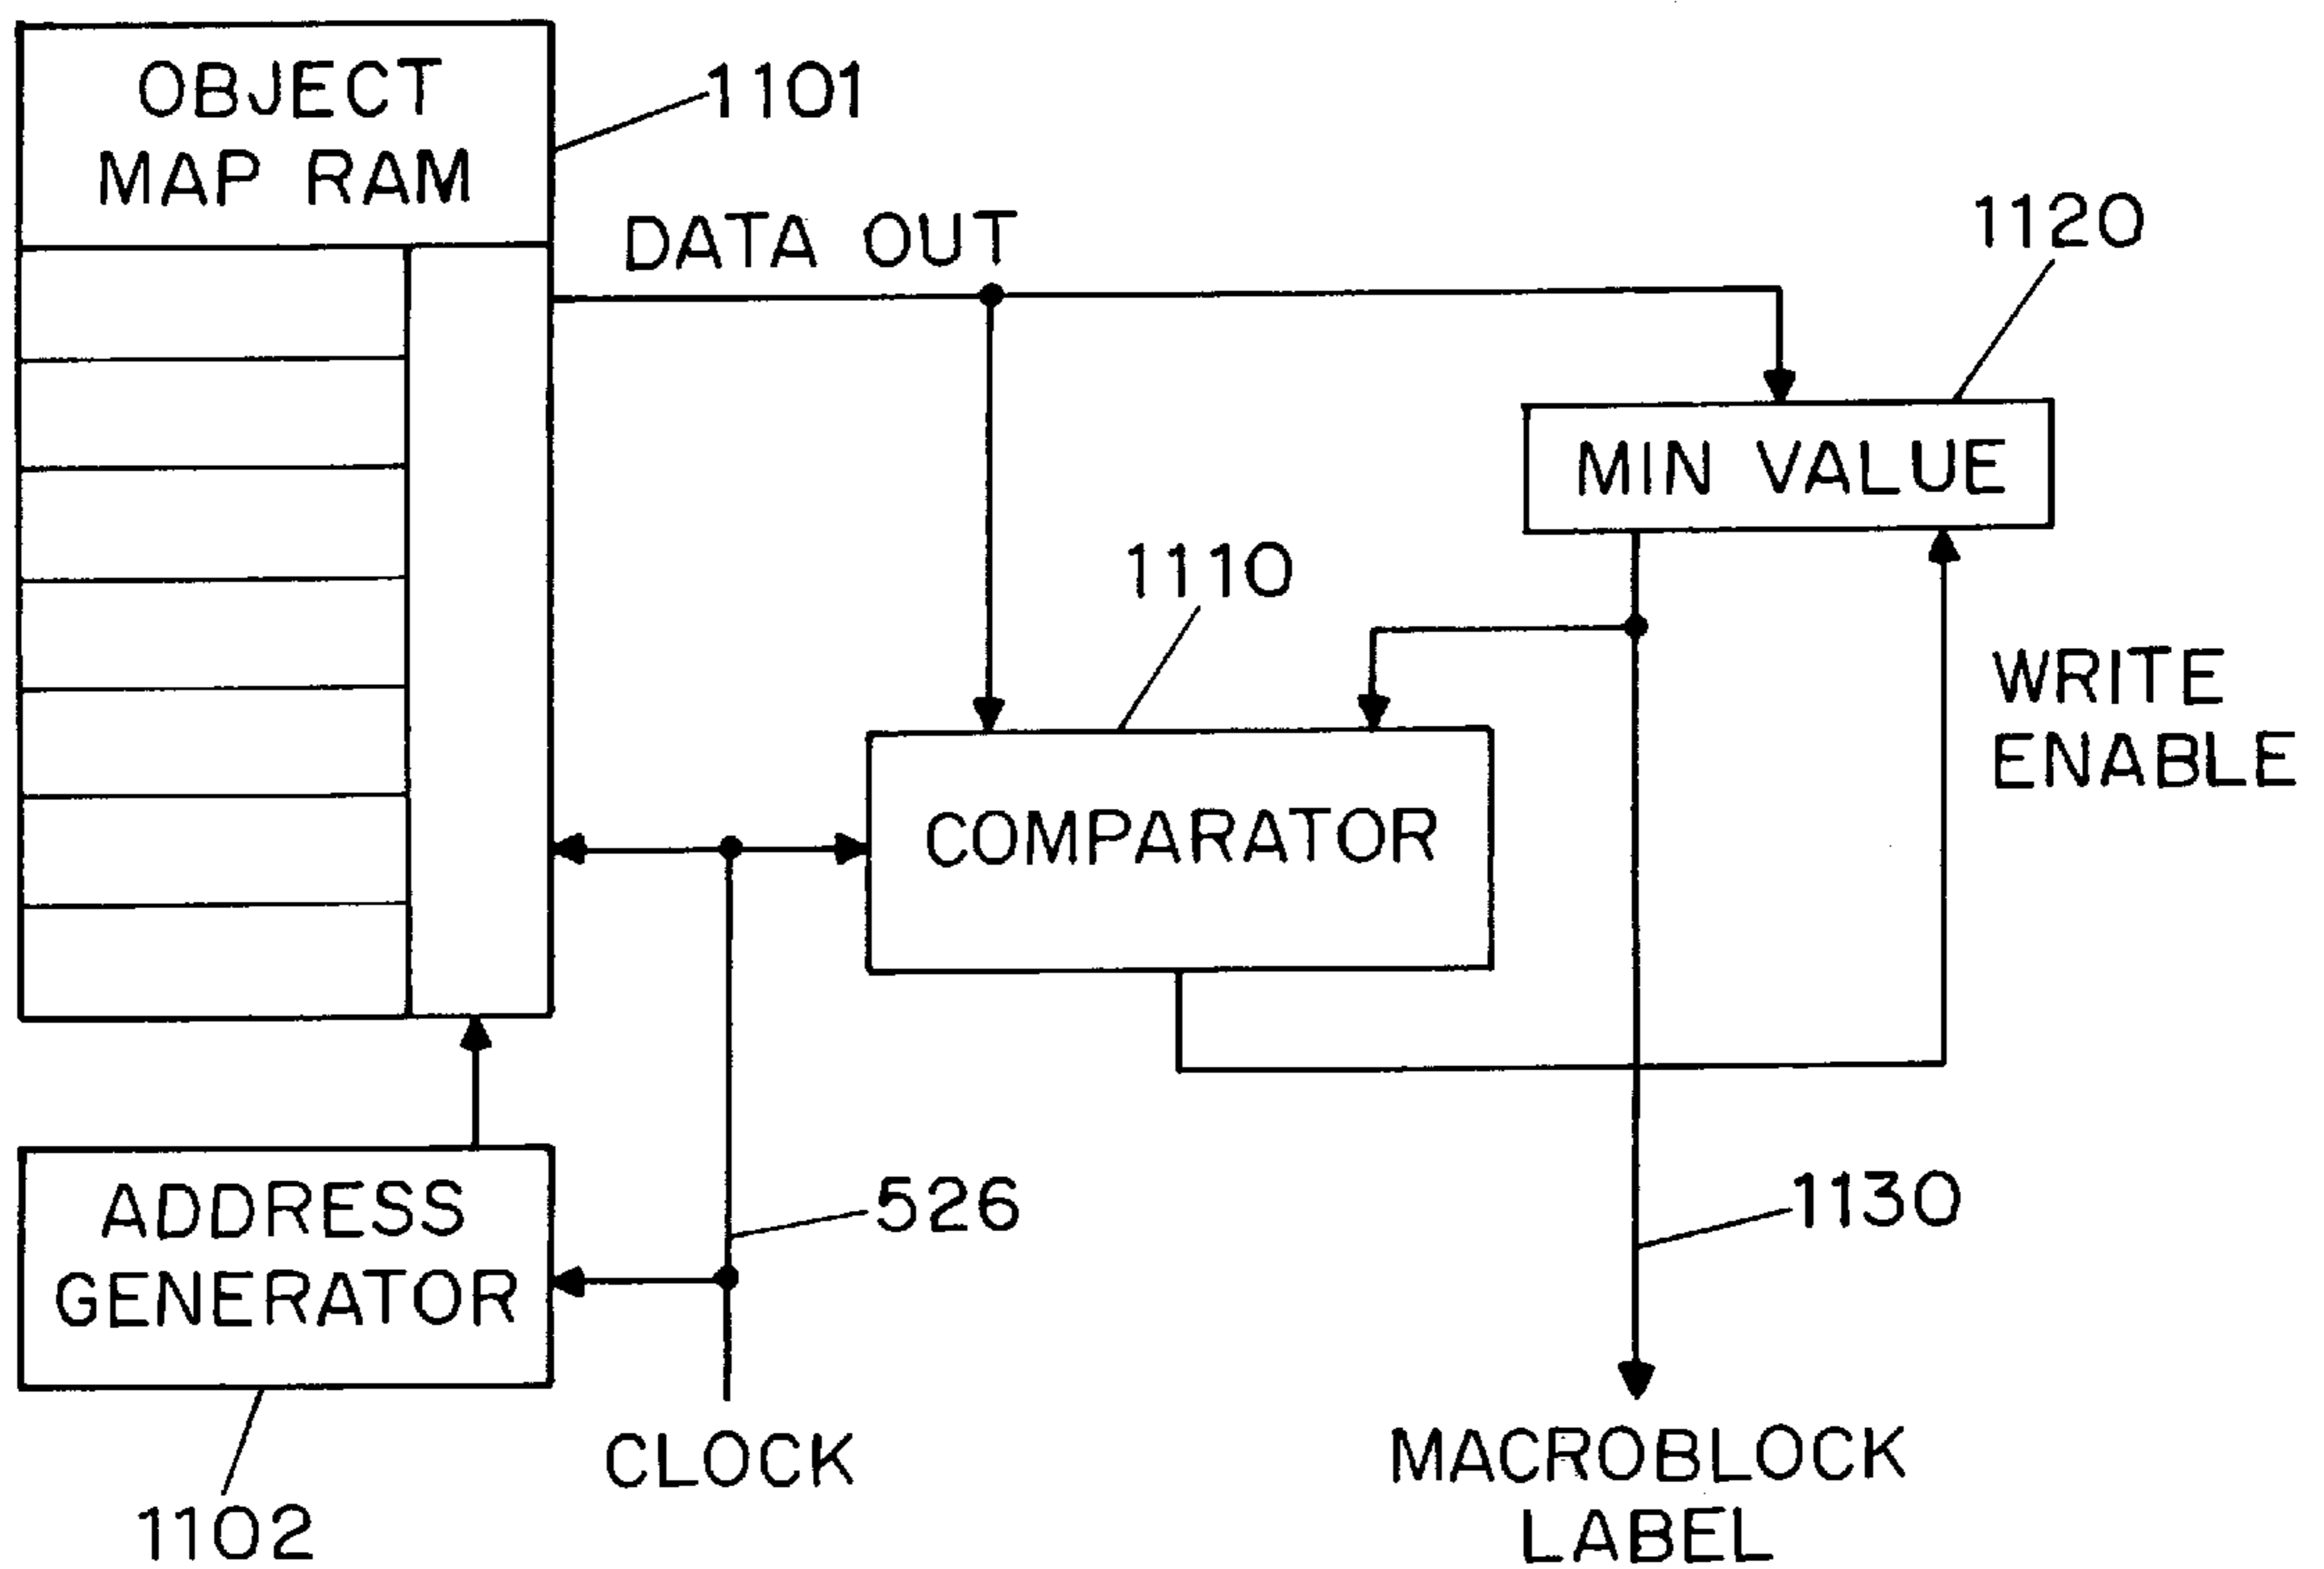 OBJECT
MAP RAM
1101
DATA OUT
1120
MIN VALUE
1110
WRITE
ENABLE
COMPARATOR
ADDRESS
GENERATOR
526
1130
CLOCK
MACROBLOCK
LABEL
1102